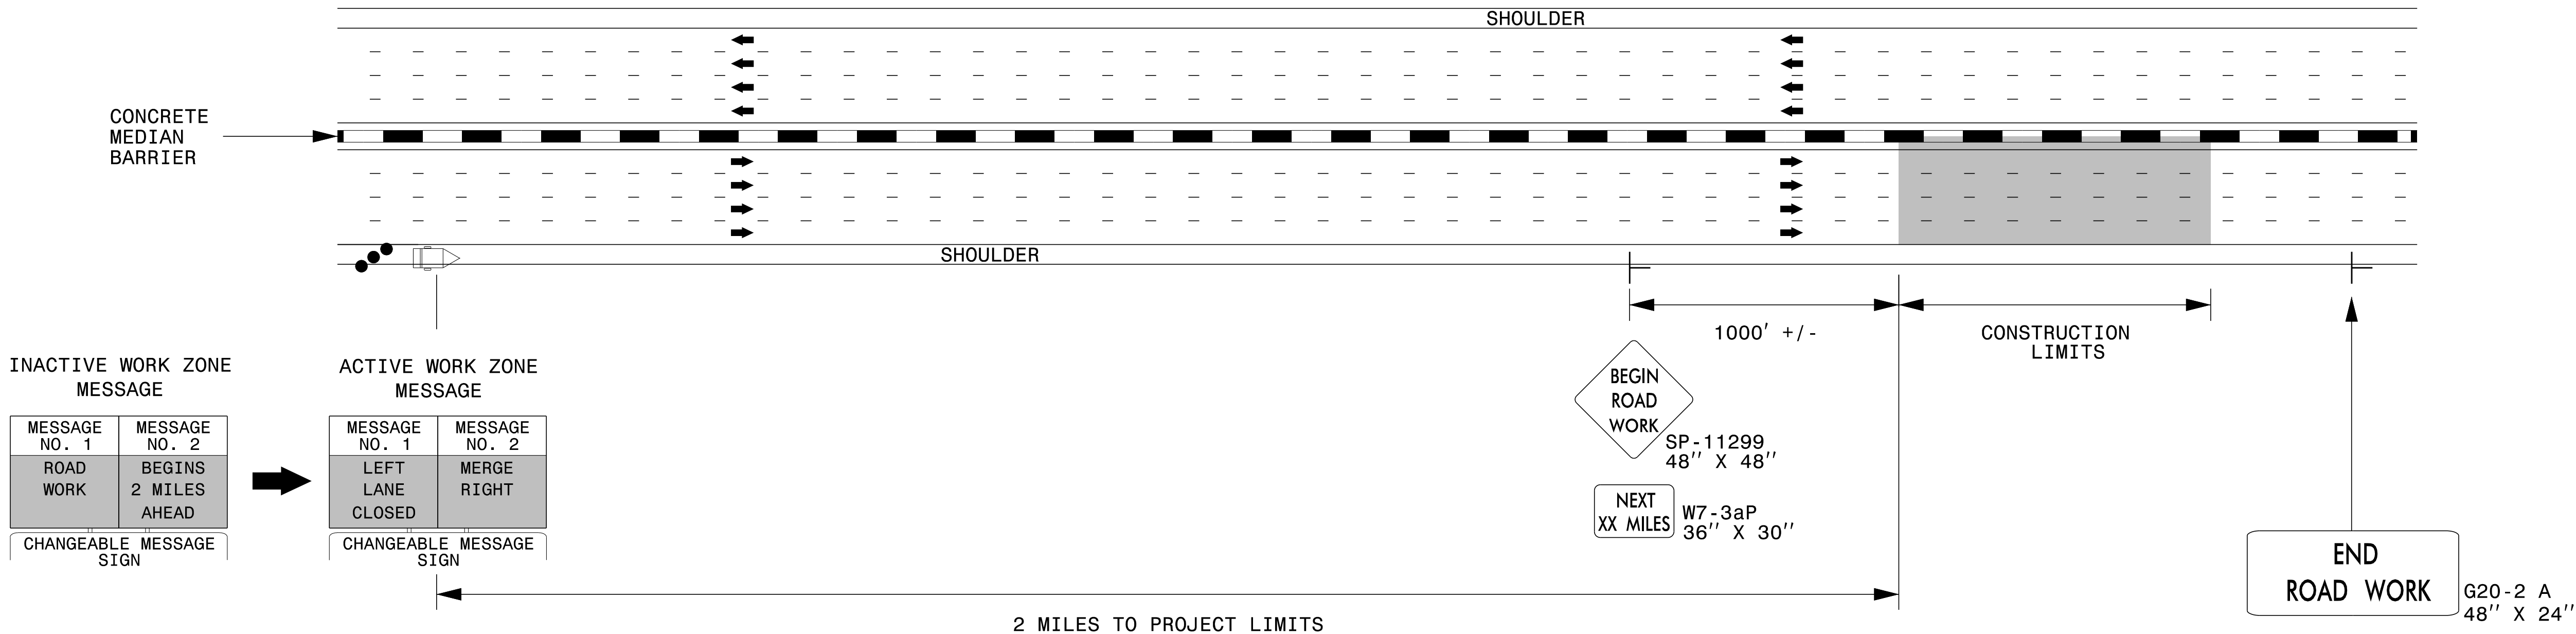 SHOULDER
CONCRETE
MEDIAN
BARRIER
SHOULDER
1000' +/-
CONSTRUCTION
LIMITS
INACTIVE WORK ZONE
MESSAGE
MESSAGE
NO. 1
MESSAGE
NO. 2
ROAD
WORK
BEGINS
2 MILES
AHEAD
CHANGEABLE MESSAGE
SIGN
ACTIVE WORK ZONE
MESSAGE
MESSAGE
NO. 1
MESSAGE
NO. 2
LEFT
LANE
CLOSED
MERGE
RIGHT
CHANGEABLE MESSAGE
SIGN
BEGIN
ROAD
WORK
SP-11299
48'' X 48''
NEXT
XX MILES
W7-3aP
36'' X 30''
END
ROAD WORK
G20-2 A
48'' X 24''
2 MILES TO PROJECT LIMITS